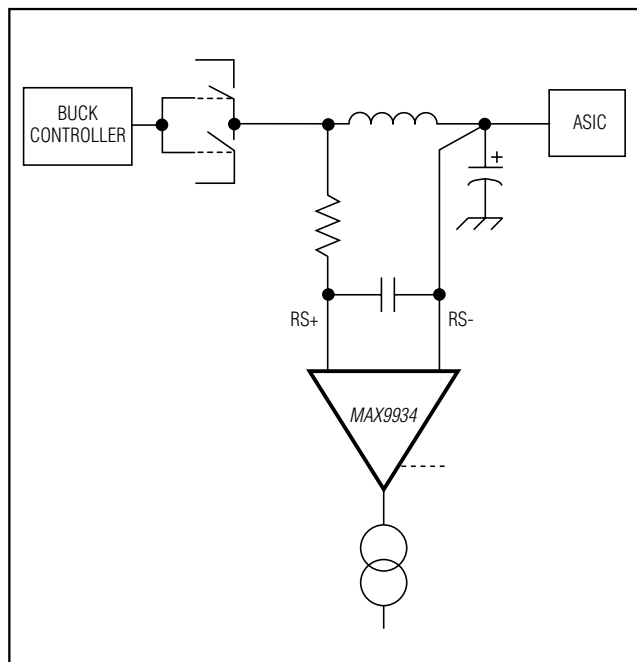 BUCK
CONTROLLER
ASIC
+
RS+
RS-
MAX9934